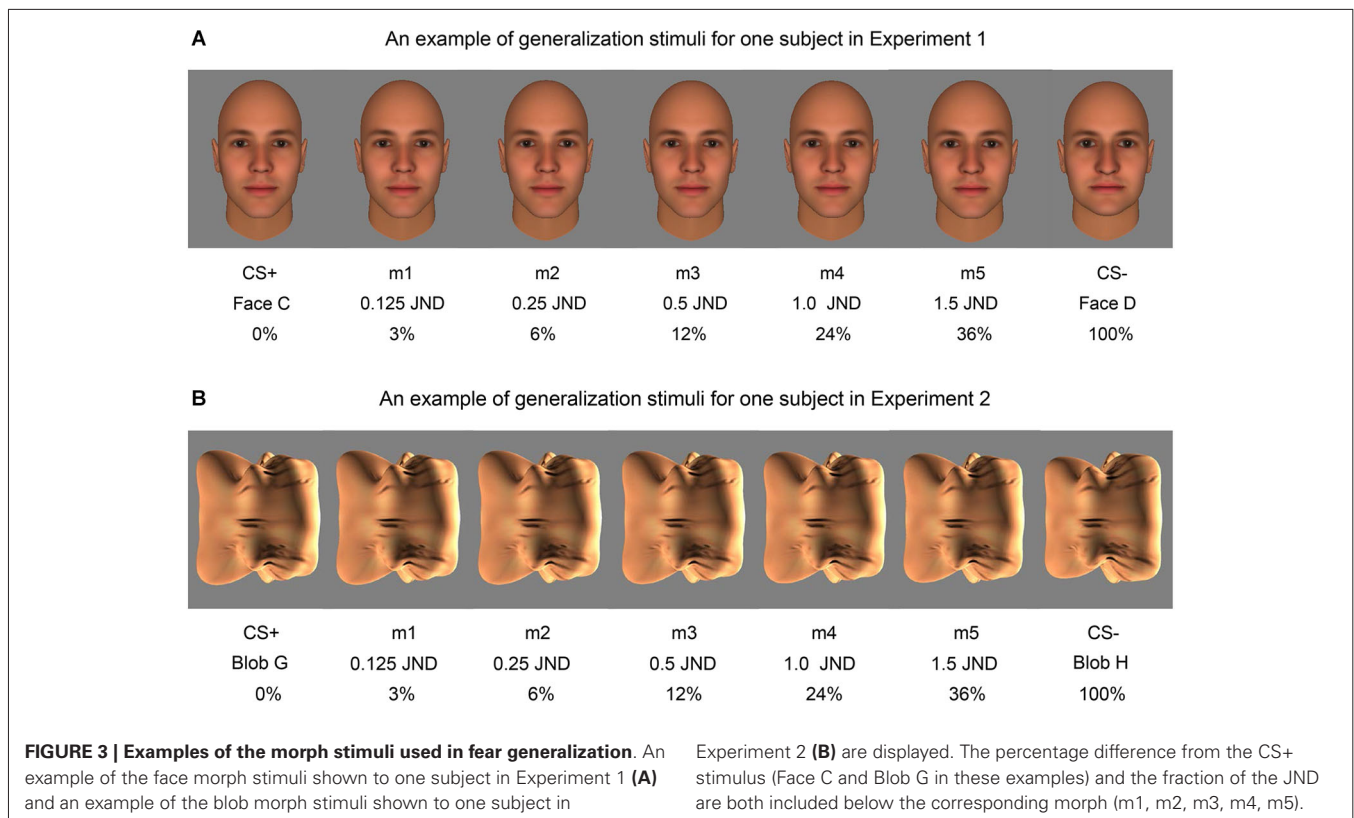 A An example of generalization stimuli for one subject in Experiment 1
CS+ m1 m2 m3 m4 m5 CS-
Face C 0.125 JND 0.25 JND 0.5 JND 1.0 JND 1.5 JND Face D
0% 3% 6% 12% 24% 36% 100%
B An example of generalization stimuli for one subject in Experiment 2
CS+ m1 m2 m3 m4 m5 CS-
Blob G 0.125 JND 0.25 JND 0.5 JND 1.0 JND 1.5 JND Blob H
0% 3% 6% 12% 24% 36% 100%
FIGURE 3 | Examples of the morph stimuli used in fear generalization. An
example of the face morph stimuli shown to one subject in Experiment 1 (A)
and an example of the blob morph stimuli shown to one subject in
Experiment 2 (B) are displayed. The percentage difference from the CS+
stimulus (Face C and Blob G in these examples) and the fraction of the JND
are both included below the corresponding morph (m1, m2, m3, m4, m5).